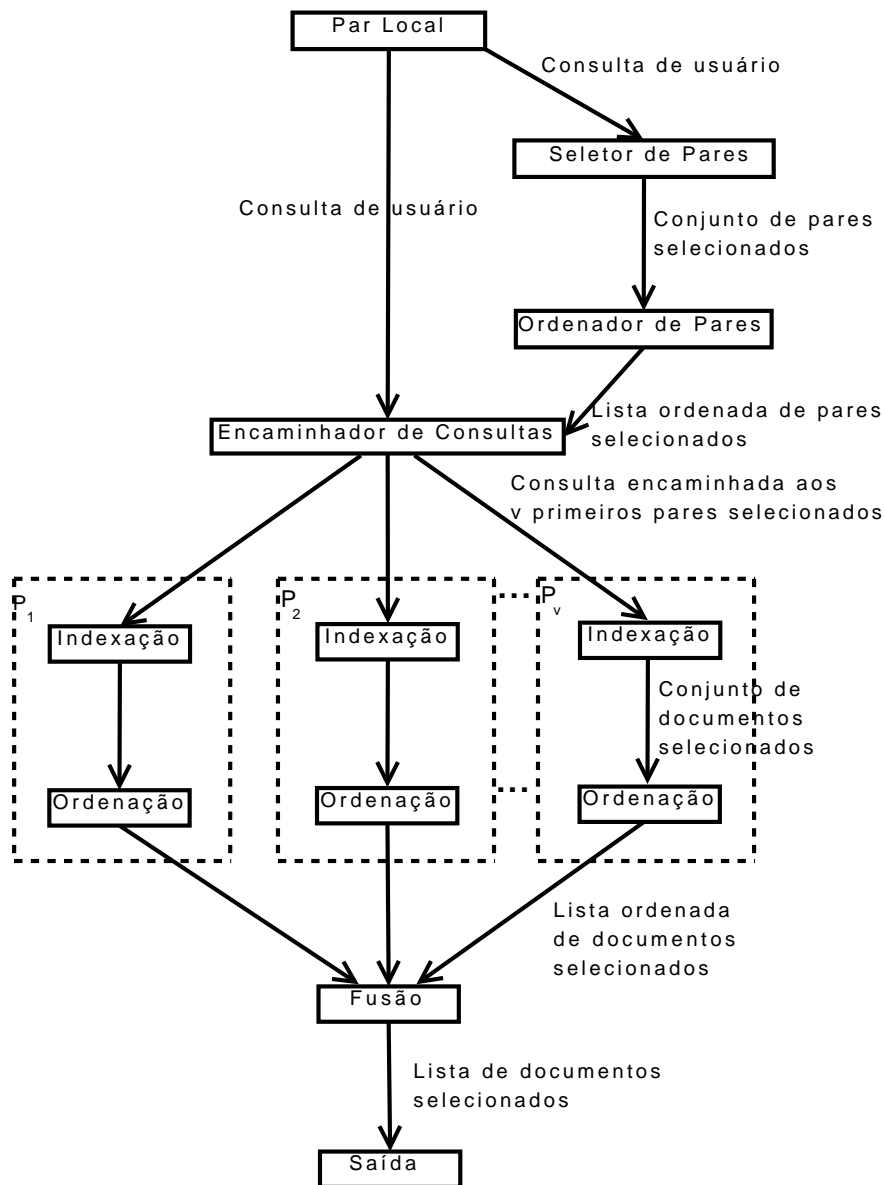 Par Local
Consulta de usuário
Seletor de Pares
Consulta de usuário
Conjunto de pares
selecionados
Ordenador de Pares
Lista ordenada de pares
selecionados
Encaminhador de Consultas
Consulta encaminhada aos
v primeiros pares selecionados
P1
P2
....
Pv
Indexação
Indexação
Indexação
Conjunto de
documentos
selecionados
Ordenação
Ordenação
....
Ordenação
Lista ordenada
de documentos
selecionados
Fusão
Lista de documentos
selecionados
Saída